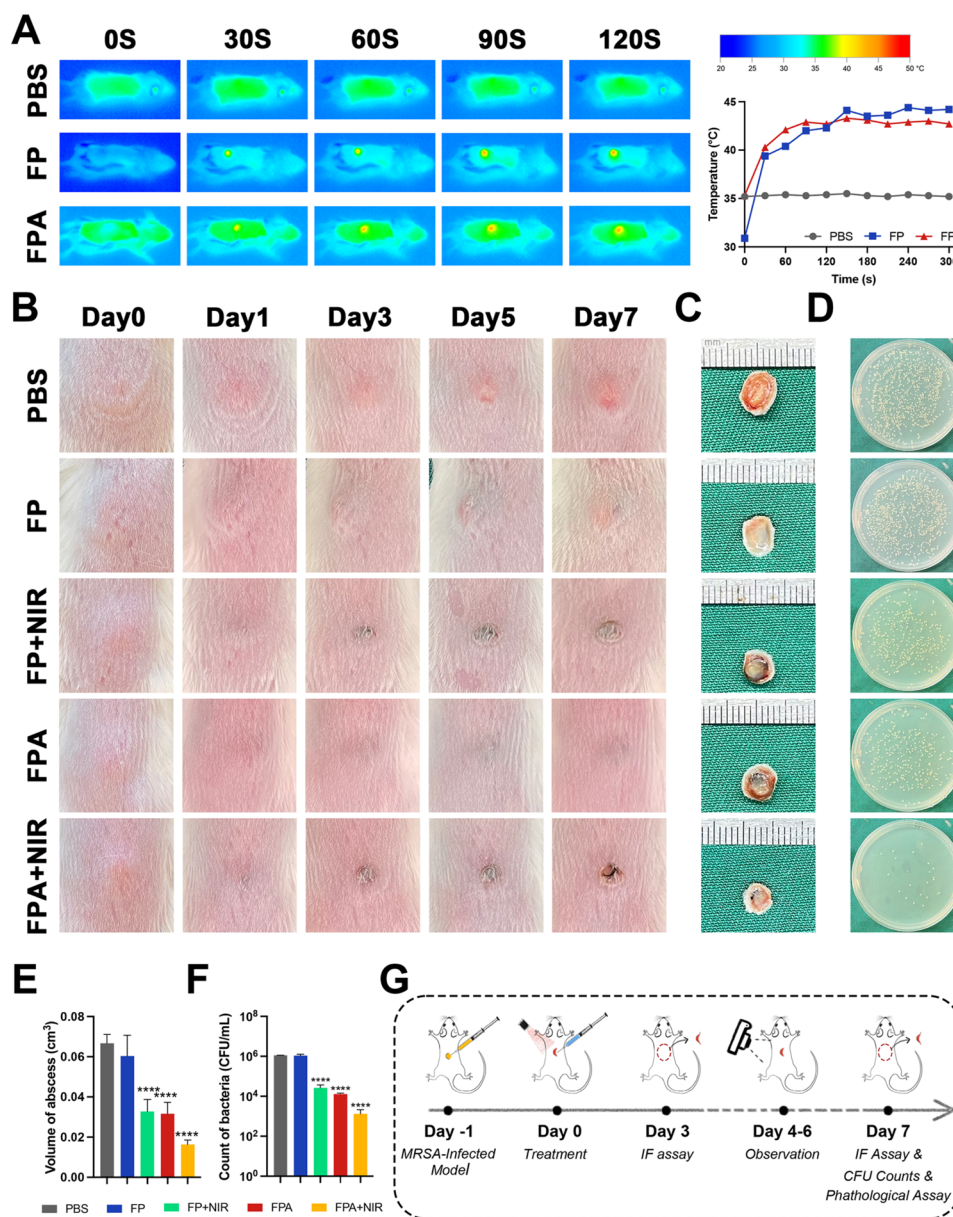 A
0S 30S 60S 90S 120S
PBS
FP
FPA
20 25 30 35 40 45 50 °C
Temperature (°C)
45
40
35
30
PBS FP FP
0 60 120 180 240 300
Time (s)
B
Day0 Day1 Day3 Day5 Day7
PBS
FP
FP+NIR
FPA
FPA+NIR
C
mm
D
E
Volume of abscess (cm³)
0.08
0.06
0.04
0.02
0.00
****
****
****
F
Count of bacteria (CFU/mL)
10⁸
10⁶
10⁴
10²
10⁰
****
****
****
PBS FP FP+NIR FPA FPA+NIR
G
Day -1 Day 0 Day 3 Day 4-6 Day 7
MRSA-Infected Treatment IF assay Observation IF Assay &
Model CFU Counts &
Phathological Assay